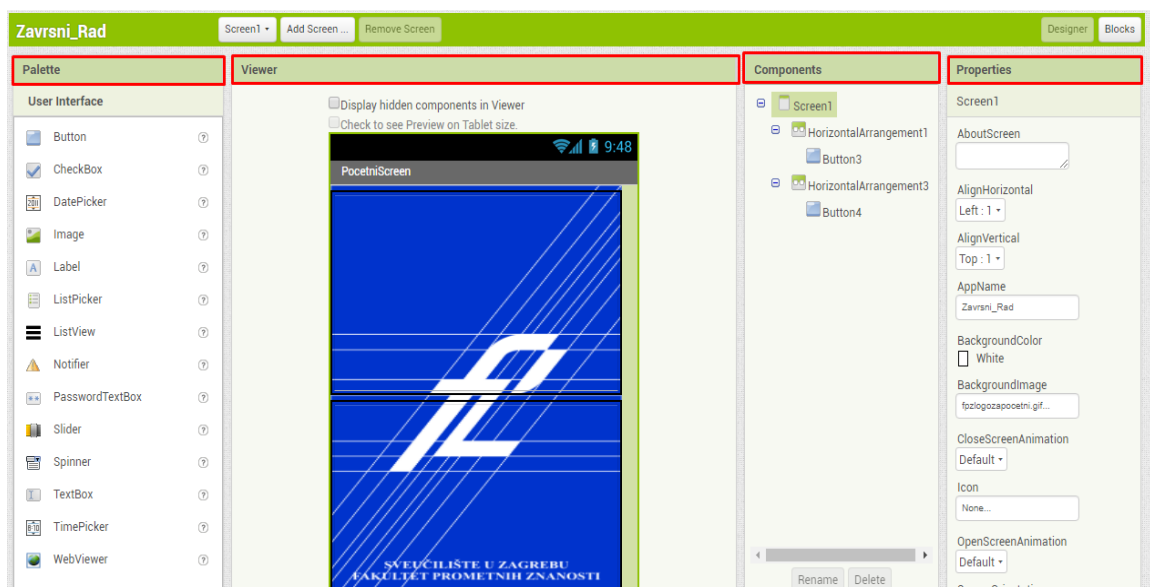 Zavrsni_Rad
Screen1
Add Screen ...
Remove Screen
Designer
Blocks
Palette
User Interface
Button
CheckBox
DatePicker
Image
Label
ListPicker
ListView
Notifier
PasswordTextBox
Slider
Spinner
TextBox
TimePicker
WebViewer
Viewer
Display hidden components in Viewer
Check to see Preview on Tablet size.
9:48
PocetniScreen
SVEUČILIŠTE U ZAGREBU
FAKULTET PROMETNIH ZNANOSTI
Components
Screen1
HorizontalArrangement1
Button3
HorizontalArrangement3
Button4
Rename
Delete
Properties
Screen1
AboutScreen
AlignHorizontal
Left : 1
AlignVertical
Top : 1
AppName
Zavrsni_Rad
BackgroundColor
White
BackgroundImage
fpzlogozapocetni.gif...
CloseScreenAnimation
Default
Icon
None...
OpenScreenAnimation
Default